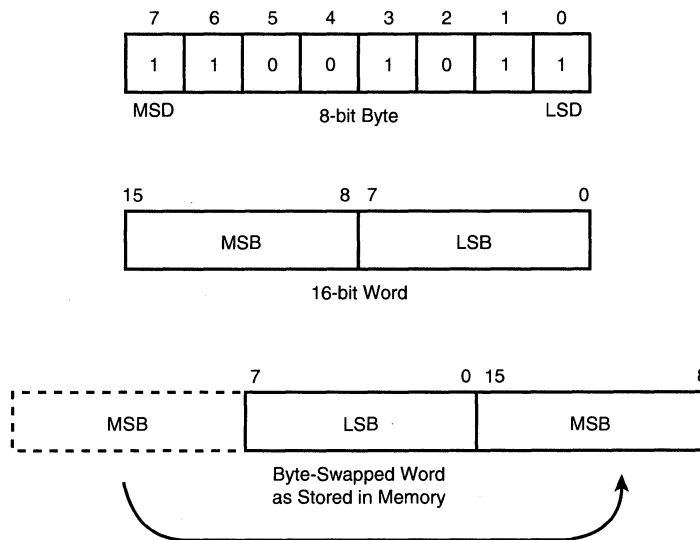 7 6 5 4 3 2 1 0
1 1 0 0 1 0 1 1
MSD 8-bit Byte LSD
15 8 7 0
MSB LSB
16-bit Word
7 0 15 8
MSB LSB MSB
Byte-Swapped Word
as Stored in Memory